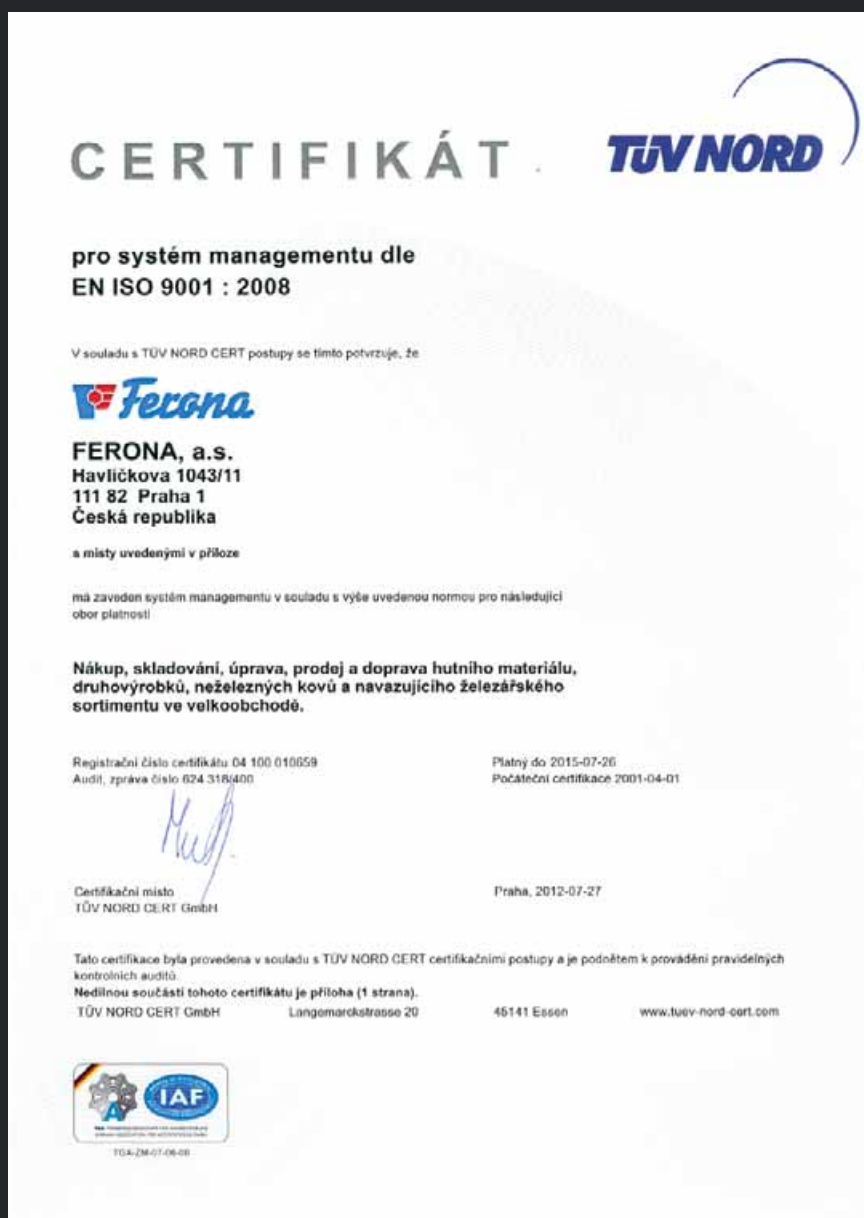 CERTIFIKÁT
TÜV NORD
pro systém managementu dle
EN ISO 9001 : 2008
V souladu s TÜV NORD CERT postupy se tímto potvrzuje, že
Ferona
FERONA, a.s.
Havlíčkova 1043/11
111 82 Praha 1
Česká republika
s místy uvedenými v příloze
má zaveden systém managementu v souladu s výše uvedenou normou pro následující
obor platnosti
Nákup, skladování, úprava, prodej a doprava hutního materiálu,
druhovýrobků, neželezných kovů a navazujícího železářského
sortimentu ve velkoobchodě.
Registrační číslo certifikátu 04 100 010659
Platný do 2015-07-26
Audit, zpráva číslo 624 318/400
Počáteční certifikace 2001-04-01
Certifikační místo
TÜV NORD CERT GmbH
Praha, 2012-07-27
Tato certifikace byla provedena v souladu s TÜV NORD CERT certifikačními postupy a je podnětem k provádění pravidelných
kontrolních auditů.
Nedílnou součástí tohoto certifikátu je příloha (1 strana).
TÜV NORD CERT GmbH Langemarckstrasse 20 45141 Essen www.tuev-nord-cert.com
IAF
TGA-ZM-07-06-00